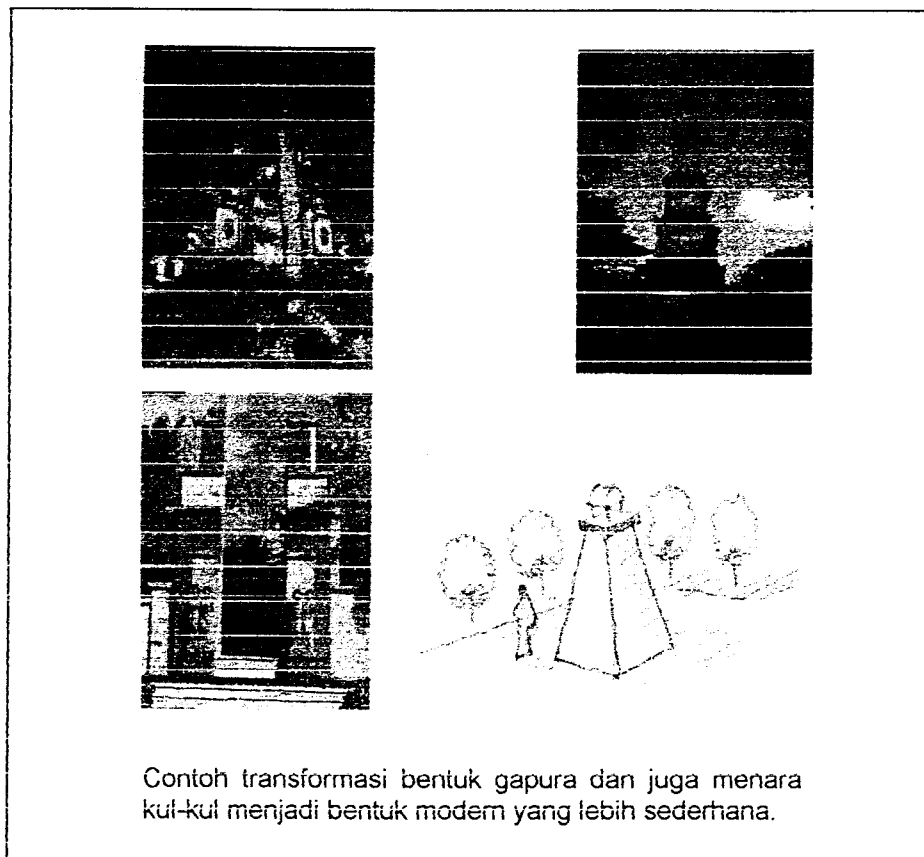 Contoh transformasi bentuk gapura dan juga menara
kul-kul menjadi bentuk modern yang lebih sederhana.